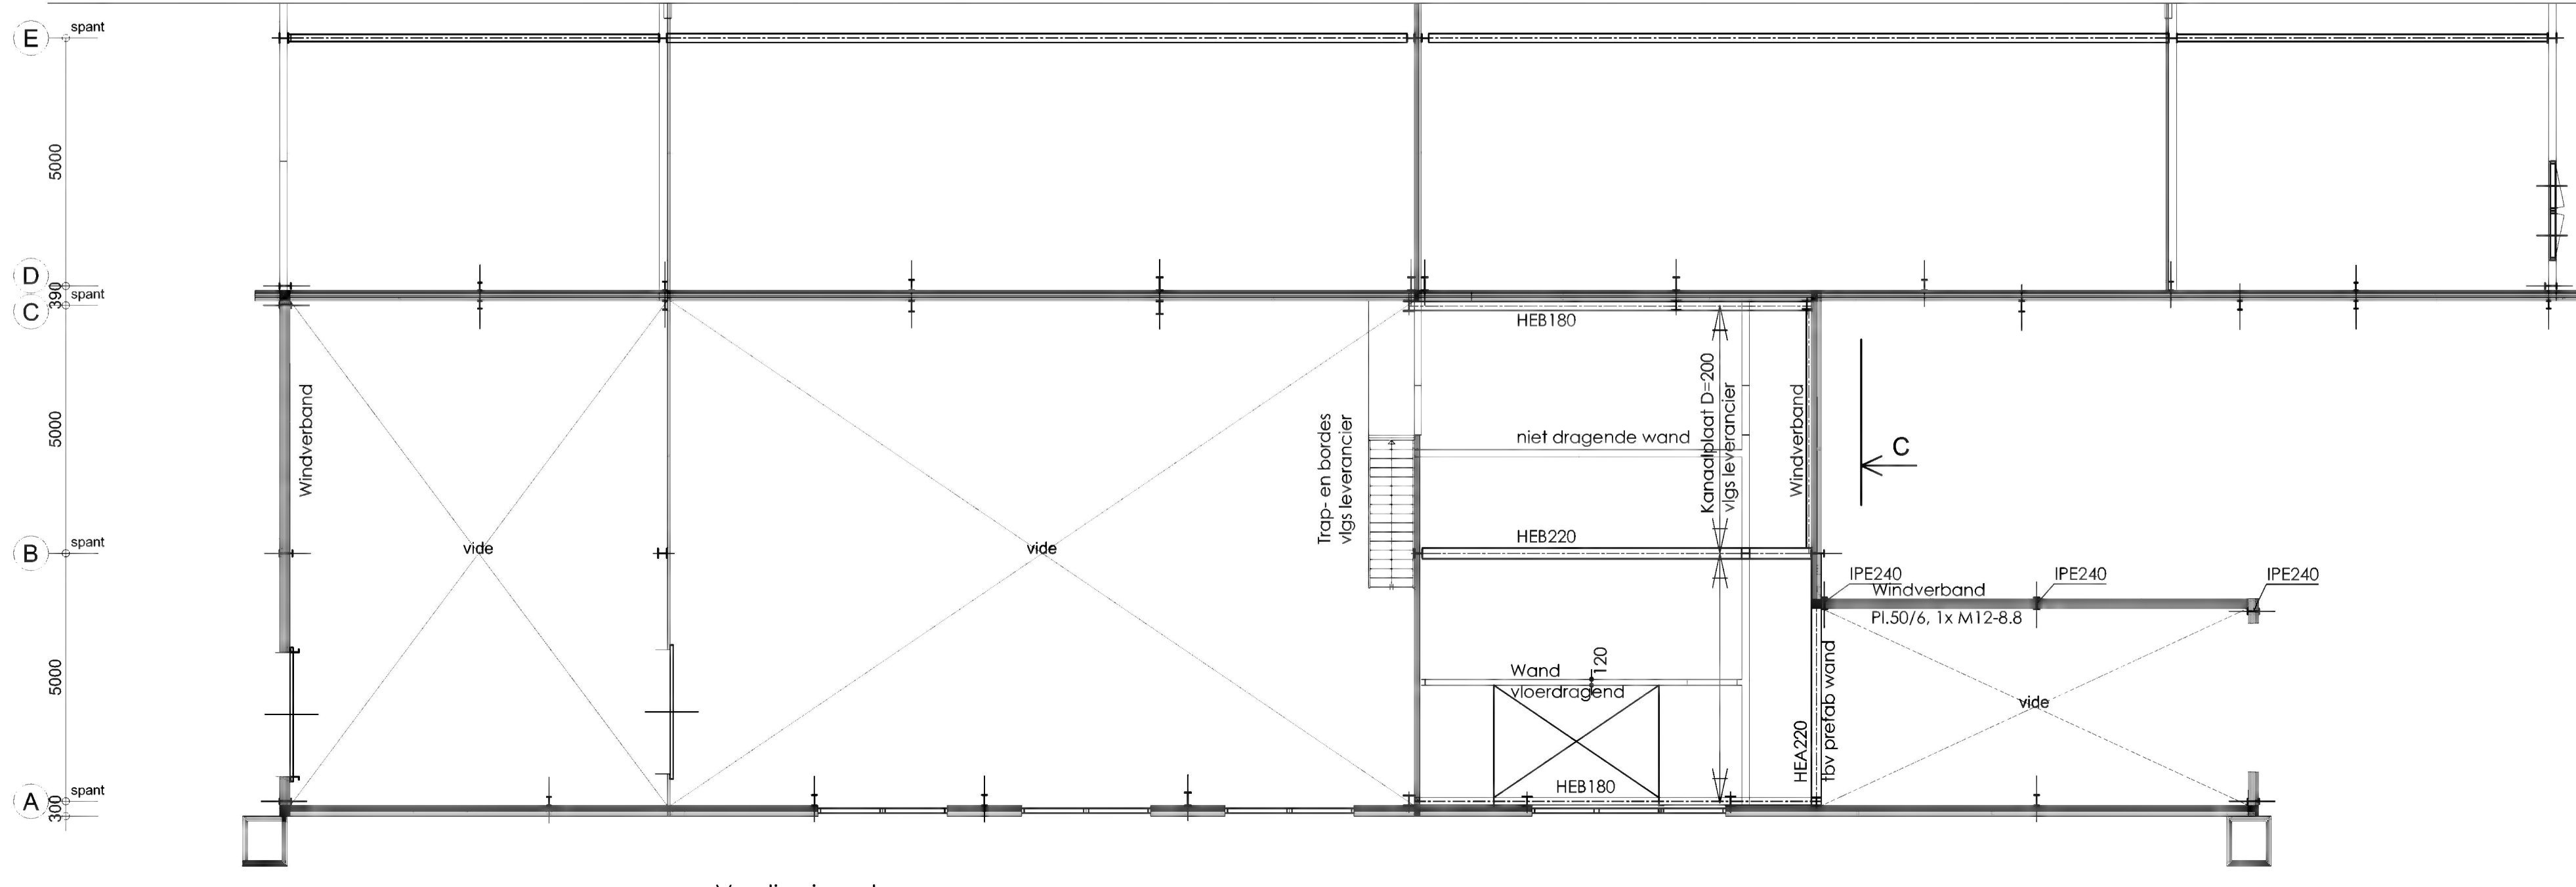 E
spant
5000
D
390
spant
C
HEB180
Windverband
Kanaalplaat D=200
vlgs leverancier
Windverband
Trap- en bordes
vlgs leverancier
niet dragende wand
C
5000
B
spant
vide
vide
HEB220
IPE240
IPE240
IPE240
Windverband
Pl.50/6, 1x M12-8.8
5000
Wand
120
vloerdragend
HEA220
tbv prefab wand
vide
HEB180
A
spant
300